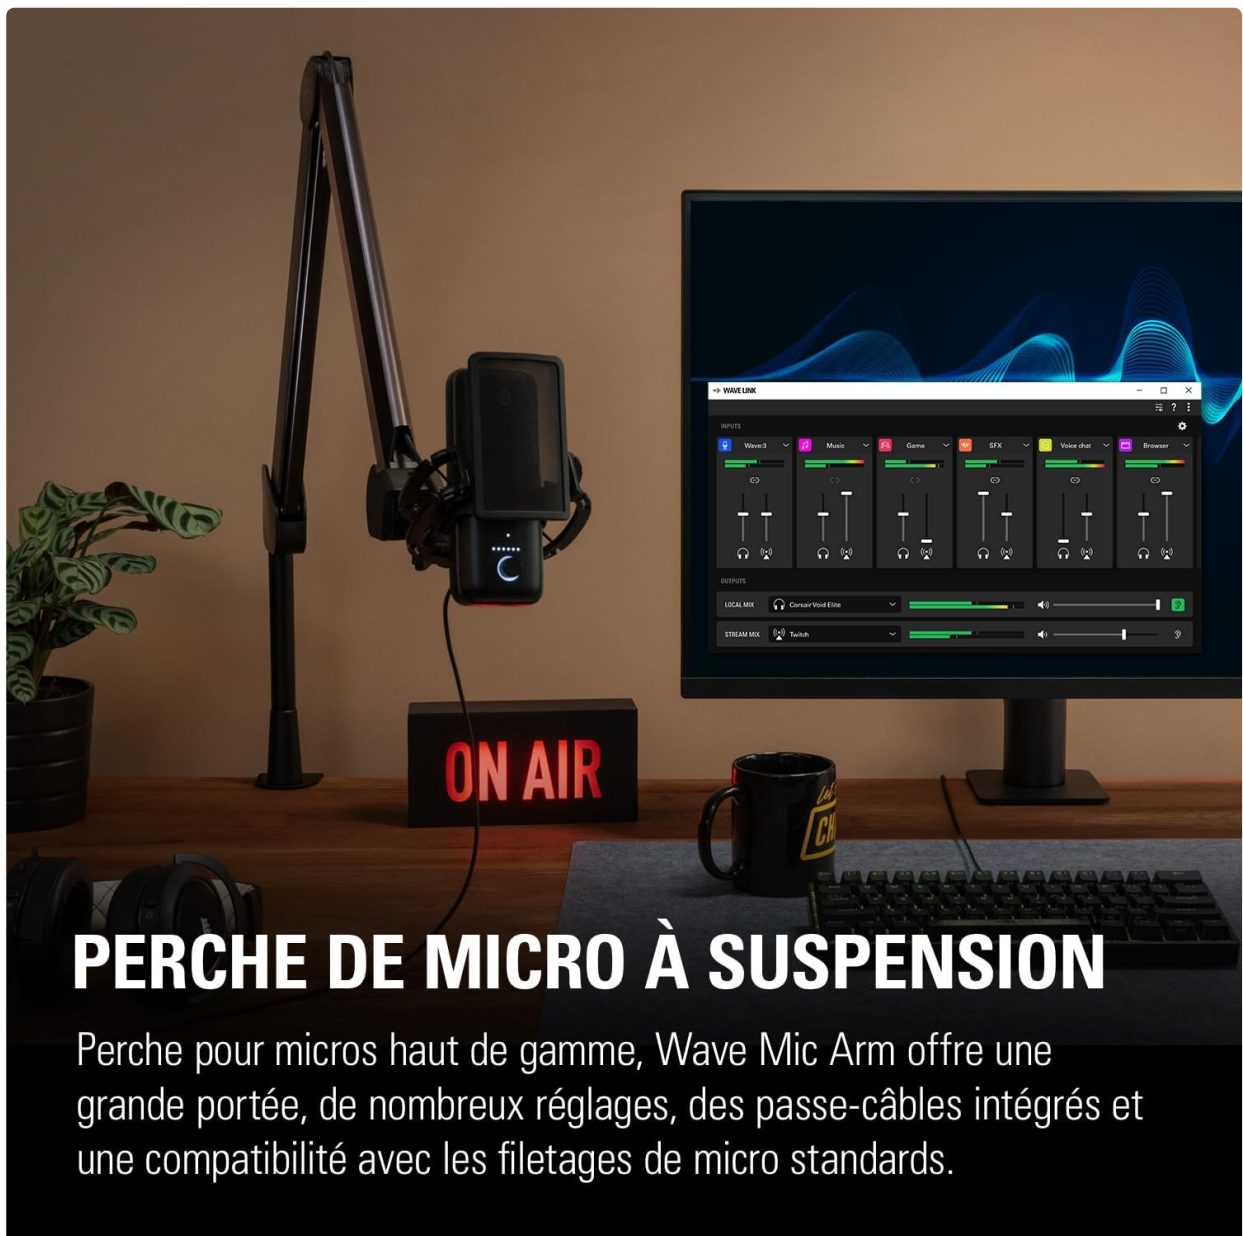 WAVE LINK
INPUTS
Wave:3
Music
Game
SFX
Voice chat
Browser
OUTPUTS
LOCAL MIX
Corsair Void Elite
STREAM MIX
Twitch
ON AIR
PERCHE DE MICRO À SUSPENSION
Perche pour micros haut de gamme, Wave Mic Arm offre une
grande portée, de nombreux réglages, des passe-câbles intégrés et
une compatibilité avec les filetages de micro standards.